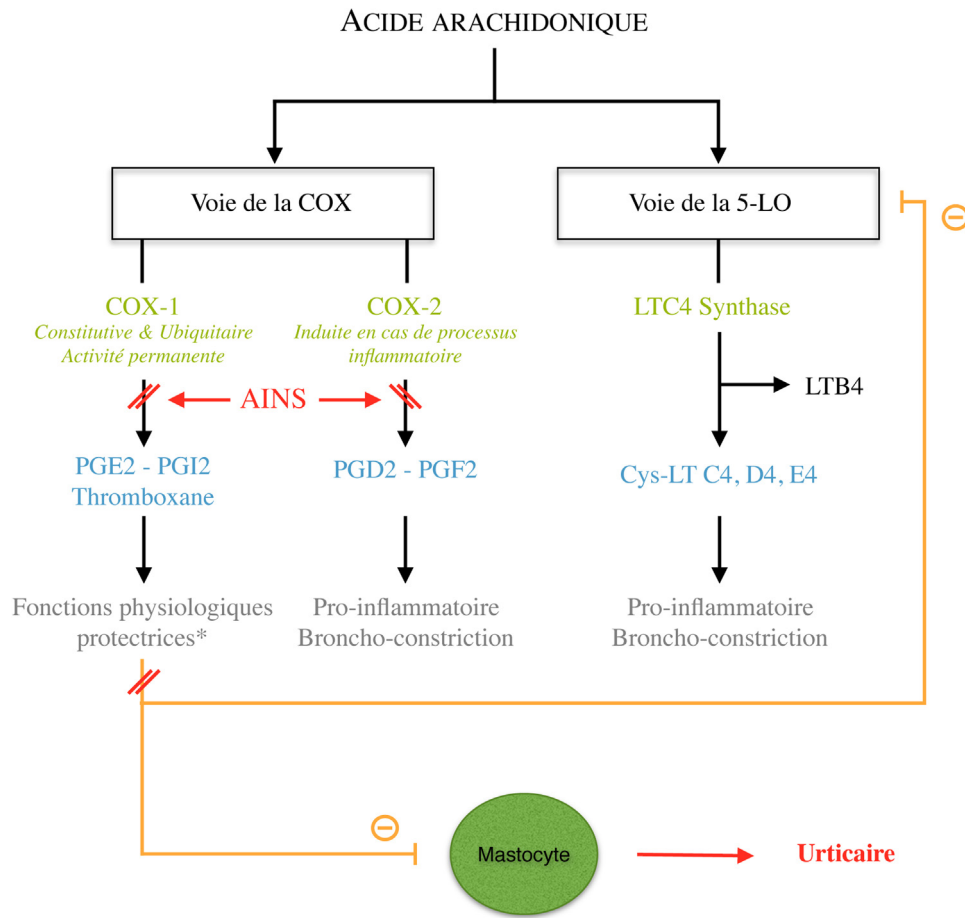 ACIDE ARACHIDONIQUE
Voie de la COX
Voie de la 5-LO
⊖
COX-1
Constitutive & Ubiquitaire
Activité permanente
COX-2
Induite en cas de processus
inflammatoire
LTC4 Synthase
AINS
LTB4
PGE2 - PGI2
Thromboxane
PGD2 - PGF2
Cys-LT C4, D4, E4
Fonctions physiologiques
protectrices*
Pro-inflammatoire
Broncho-constriction
Pro-inflammatoire
Broncho-constriction
⊖
Mastocyte
Urticaire